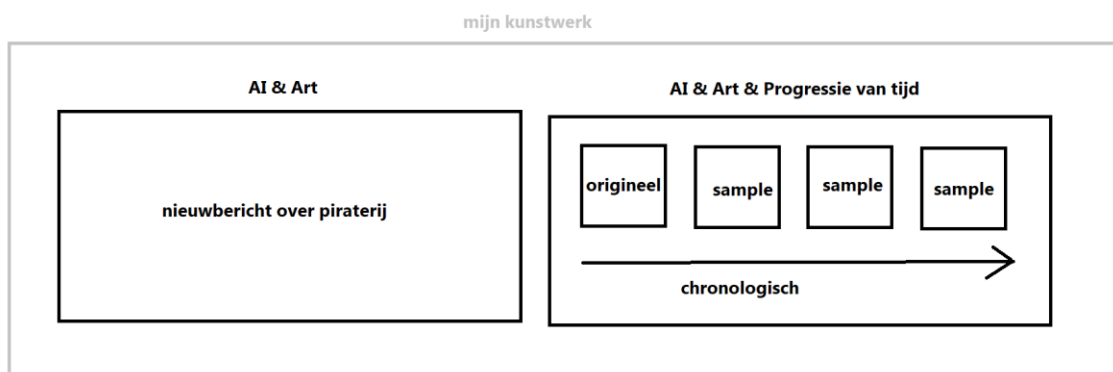 mijn kunstwerk
AI & Art
nieuwbericht over piraterij
AI & Art & Progressie van tijd
origineel
sample
sample
sample
chronologisch